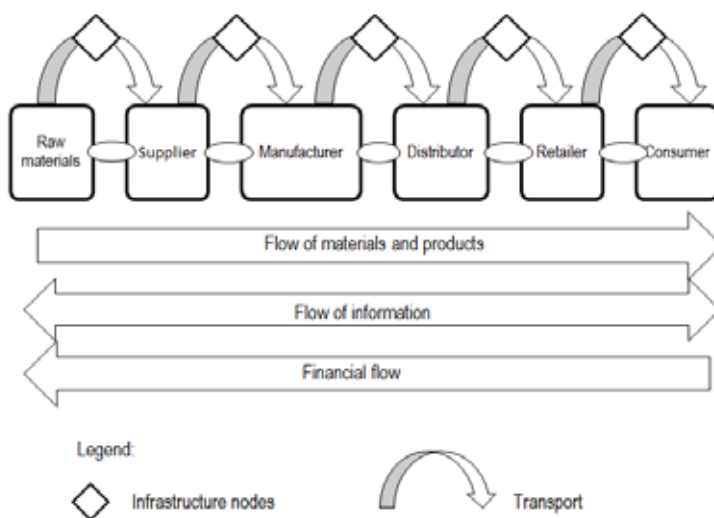 Raw
materials
Supplier
Manufacturer
Distributor
Retailer
Consumer
Flow of materials and products
Flow of information
Financial flow
Legend:
Infrastructure nodes
Transport